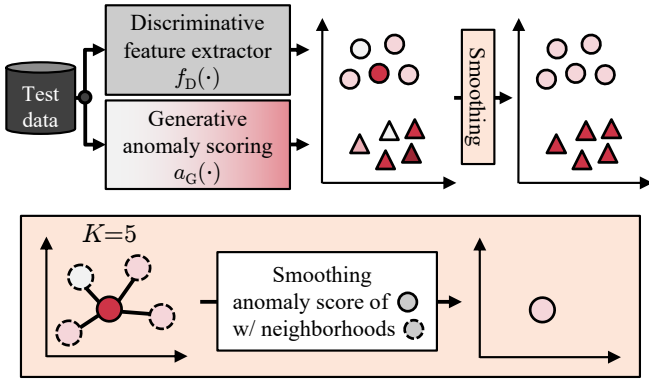 Test
data
Discriminative
feature extractor
f_D(·)
Generative
anomaly scoring
a_G(·)
Smoothing
K=5
Smoothing
anomaly score of
w/ neighborhoods